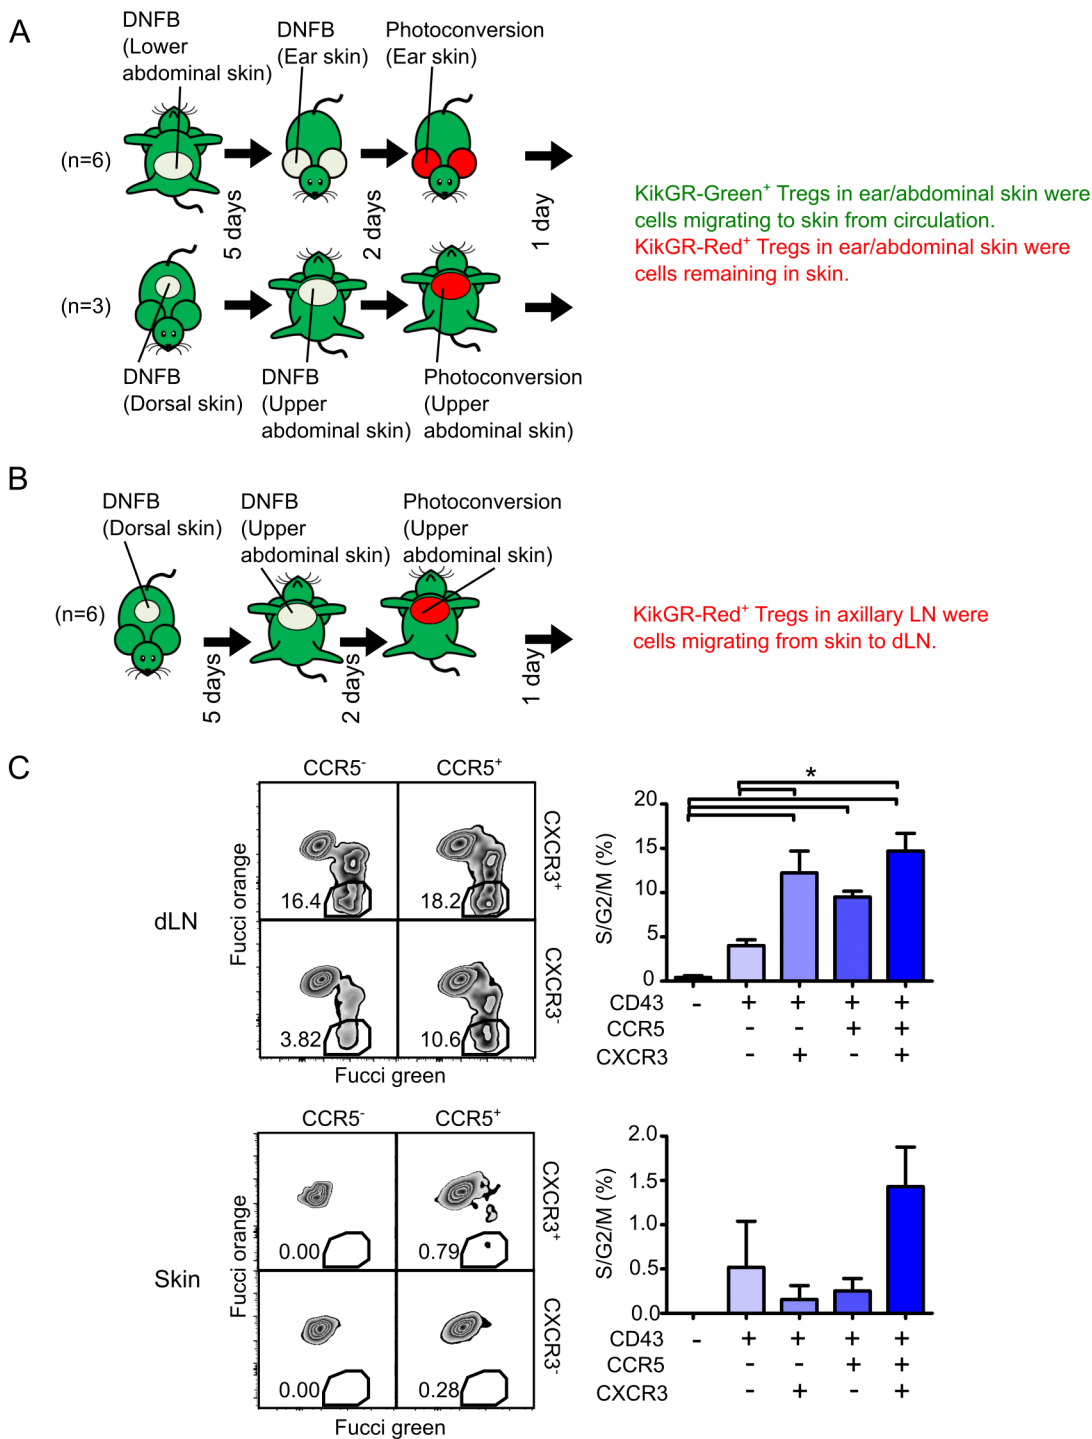 A
DNFB
(Lower
abdominal skin)
DNFB
(Ear skin)
Photoconversion
(Ear skin)
(n=6)
5 days
2 days
1 day
(n=3)
DNFB
(Dorsal skin)
DNFB
(Upper
abdominal skin)
Photoconversion
(Upper
abdominal skin)
KikGR-Green⁺ Tregs in ear/abdominal skin were
cells migrating to skin from circulation.
KikGR-Red⁺ Tregs in ear/abdominal skin were
cells remaining in skin.
B
DNFB
(Dorsal skin)
DNFB
(Upper
abdominal skin)
Photoconversion
(Upper
abdominal skin)
(n=6)
5 days
2 days
1 day
KikGR-Red⁺ Tregs in axillary LN were
cells migrating from skin to dLN.
C
CCR5⁻
CCR5⁺
dLN
Fucci orange
16.4
18.2
CXCR3⁺
3.82
10.6
CXCR3⁻
Fucci green
*
S/G2/M (%)
20
15
10
5
0
CD43 - + + + +
CCR5 - - + +
CXCR3 - + - +
CCR5⁻
CCR5⁺
Skin
Fucci orange
0.00
0.79
CXCR3⁺
0.00
0.28
CXCR3⁻
Fucci green
S/G2/M (%)
2.0
1.5
1.0
0.5
0.0
CD43 - + + + +
CCR5 - - + +
CXCR3 - + - +